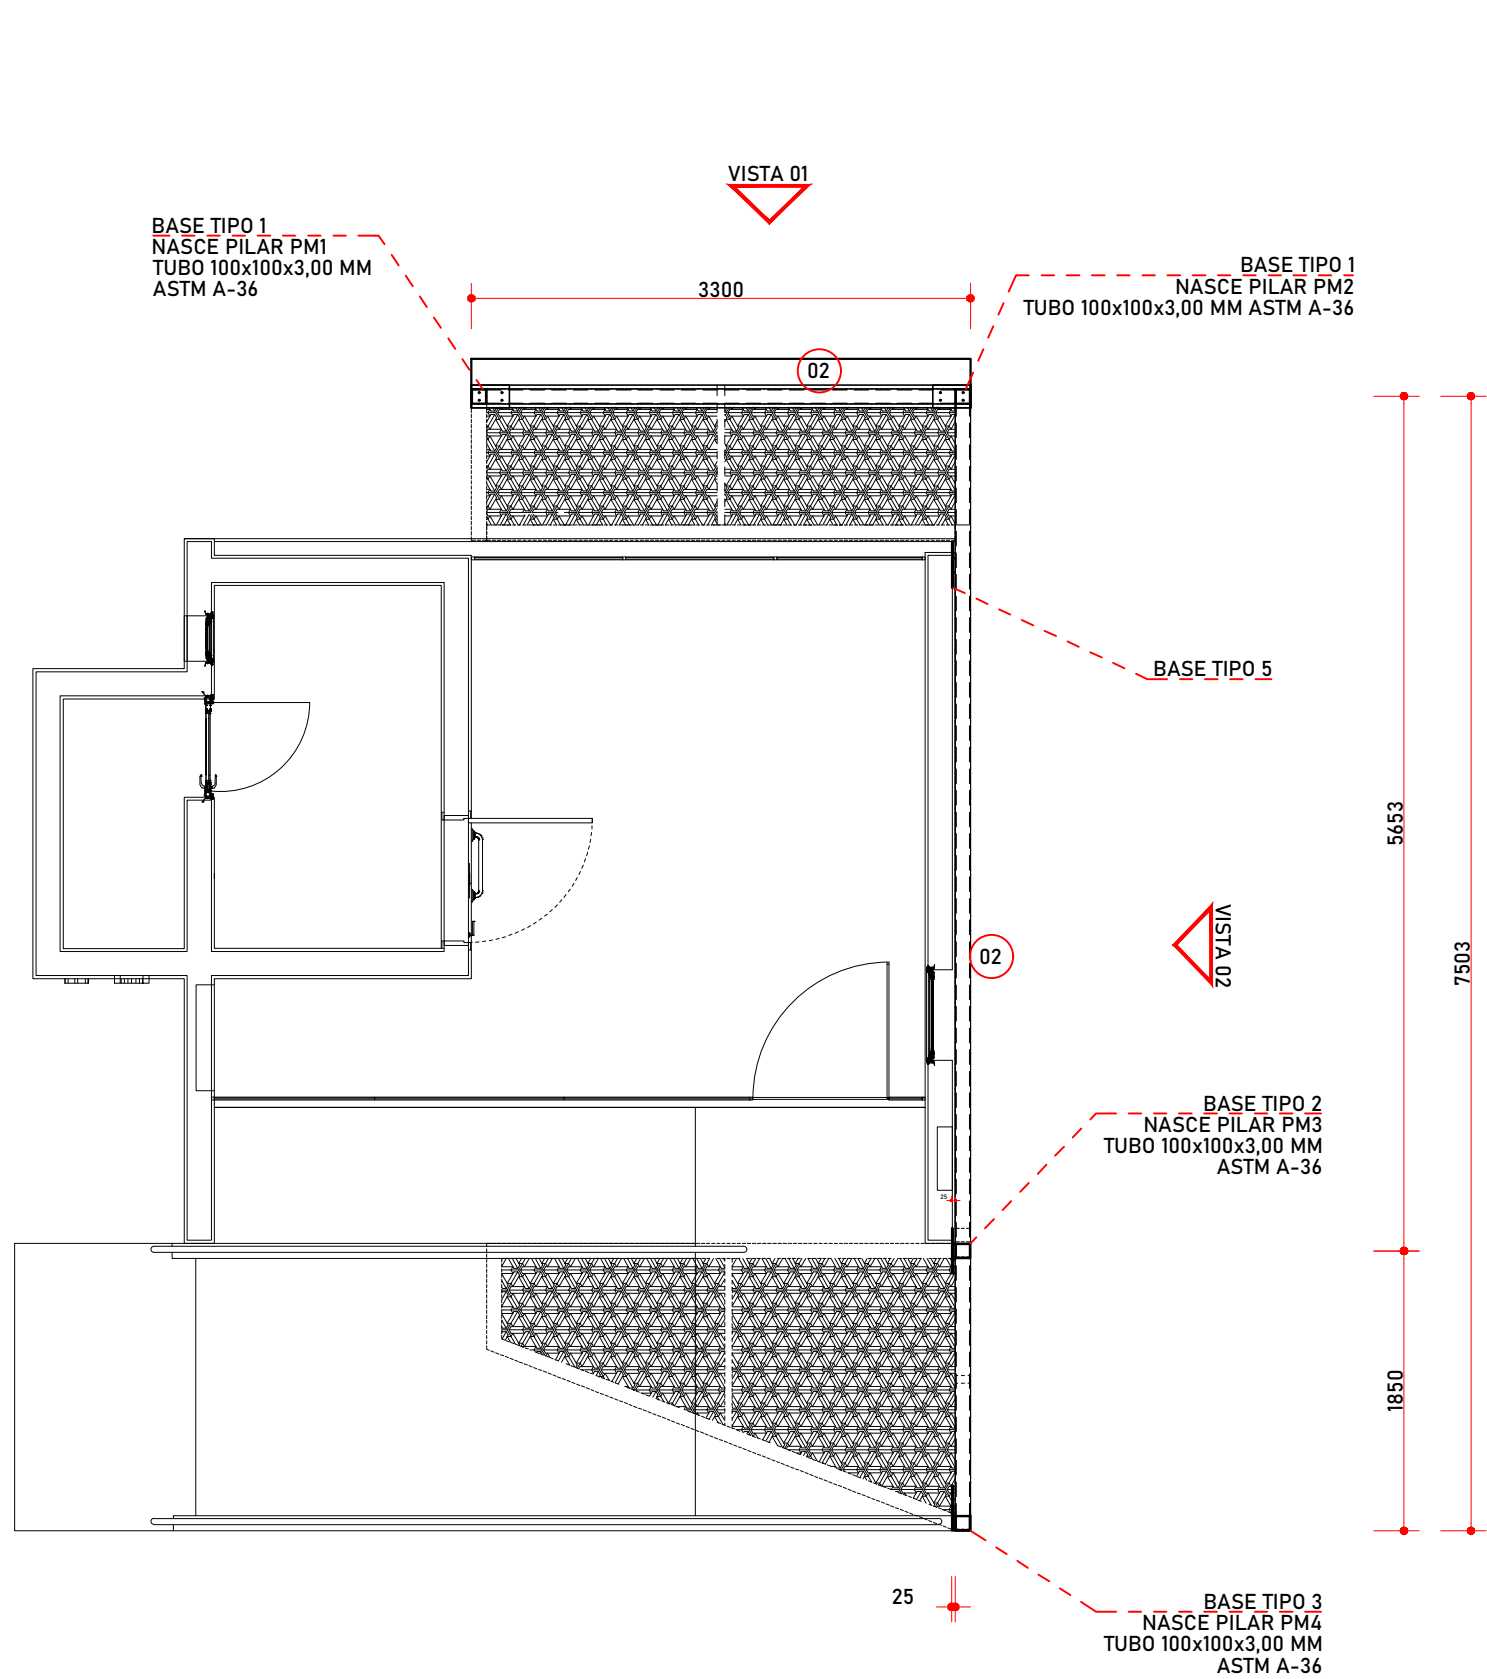 VISTA 01
BASE TIPO 1
NASCE PILAR PM1
TUBO 100x100x3,00 MM
ASTM A-36
BASE TIPO 1
NASCE PILAR PM2
TUBO 100x100x3,00 MM ASTM A-36
3300
02
BASE TIPO 5
5653
VISTA 02
02
7503
BASE TIPO 2
NASCE PILAR PM3
TUBO 100x100x3,00 MM
ASTM A-36
25
1850
25
BASE TIPO 3
NASCE PILAR PM4
TUBO 100x100x3,00 MM
ASTM A-36